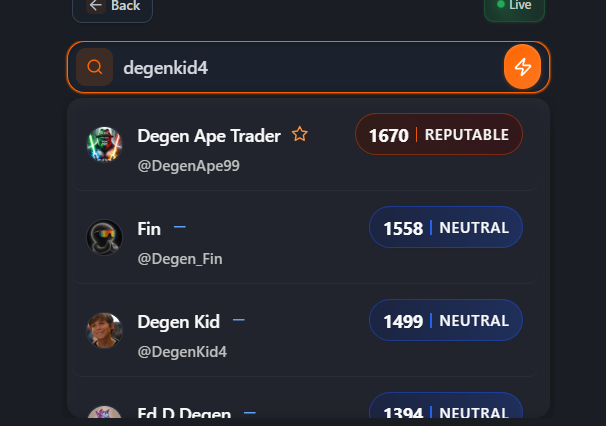 Back
Live
degenkid4
Degen Ape Trader
1670 | REPUTABLE
@DegenApe99
Fin
1558 | NEUTRAL
@Degen_Fin
Degen Kid
1499 | NEUTRAL
@DegenKid4
Ed D Degen
1394 | NEUTRAL